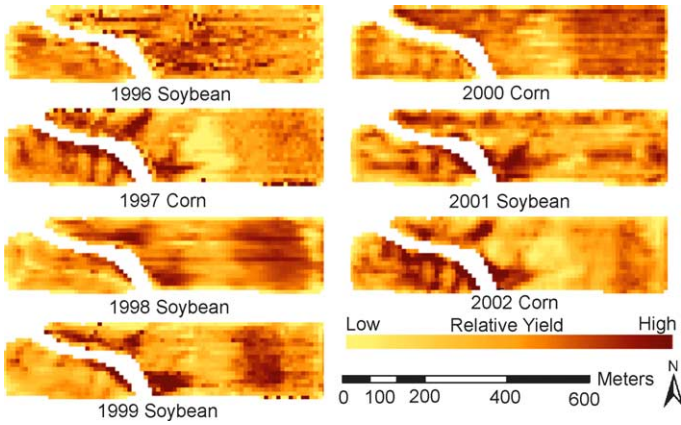 1996 Soybean
2000 Corn
1997 Corn
2001 Soybean
1998 Soybean
2002 Corn
Low Relative Yield High
1999 Soybean
N
Meters
0 100 200 400 600